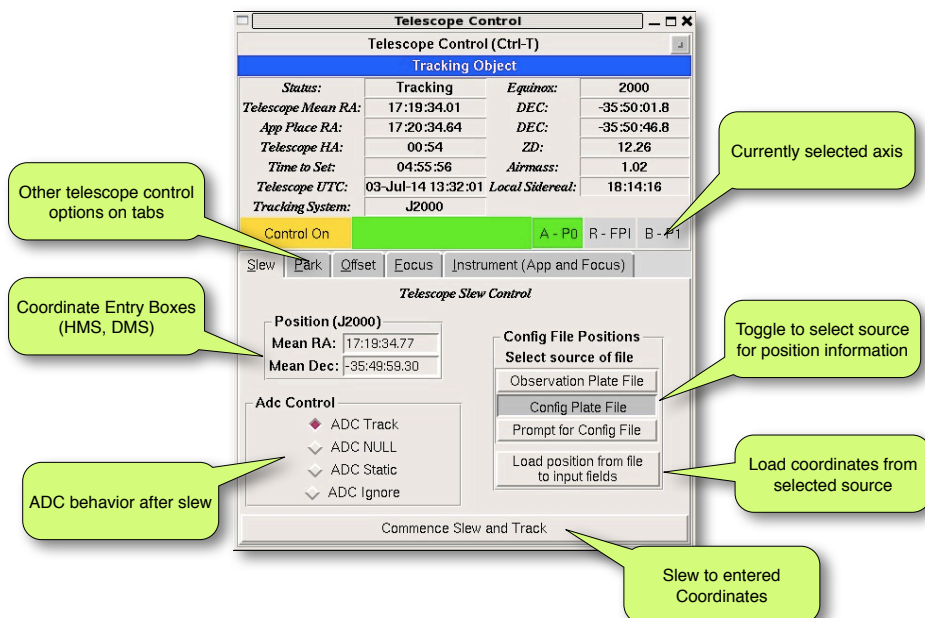 Telescope Control
Telescope Control (Ctrl-T)
Tracking Object
Status: Tracking Equinox: 2000
Telescope Mean RA: 17:19:34.01 DEC: -35:50:01.8
App Place RA: 17:20:34.64 DEC: -35:50:46.8
Telescope HA: 00:54 ZD: 12.26
Time to Set: 04:55:56 Airmass: 1.02
Telescope UTC: 03-Jul-14 13:32:01 Local Sidereal: 18:14:16
Tracking System: J2000
Control On A - P0 R - FPI B - P1
Slew Park Offset Focus Instrument (App and Focus)
Telescope Slew Control
Position (J2000)
Mean RA: 17:19:34.77
Mean Dec: -35:49:59.30
Adc Control
ADC Track
ADC NULL
ADC Static
ADC Ignore
Config File Positions
Select source of file
Observation Plate File
Config Plate File
Prompt for Config File
Load position from file
to input fields
Commence Slew and Track
Other telescope control
options on tabs
Coordinate Entry Boxes
(HMS, DMS)
ADC behavior after slew
Currently selected axis
Toggle to select source
for position information
Load coordinates from
selected source
Slew to entered
Coordinates